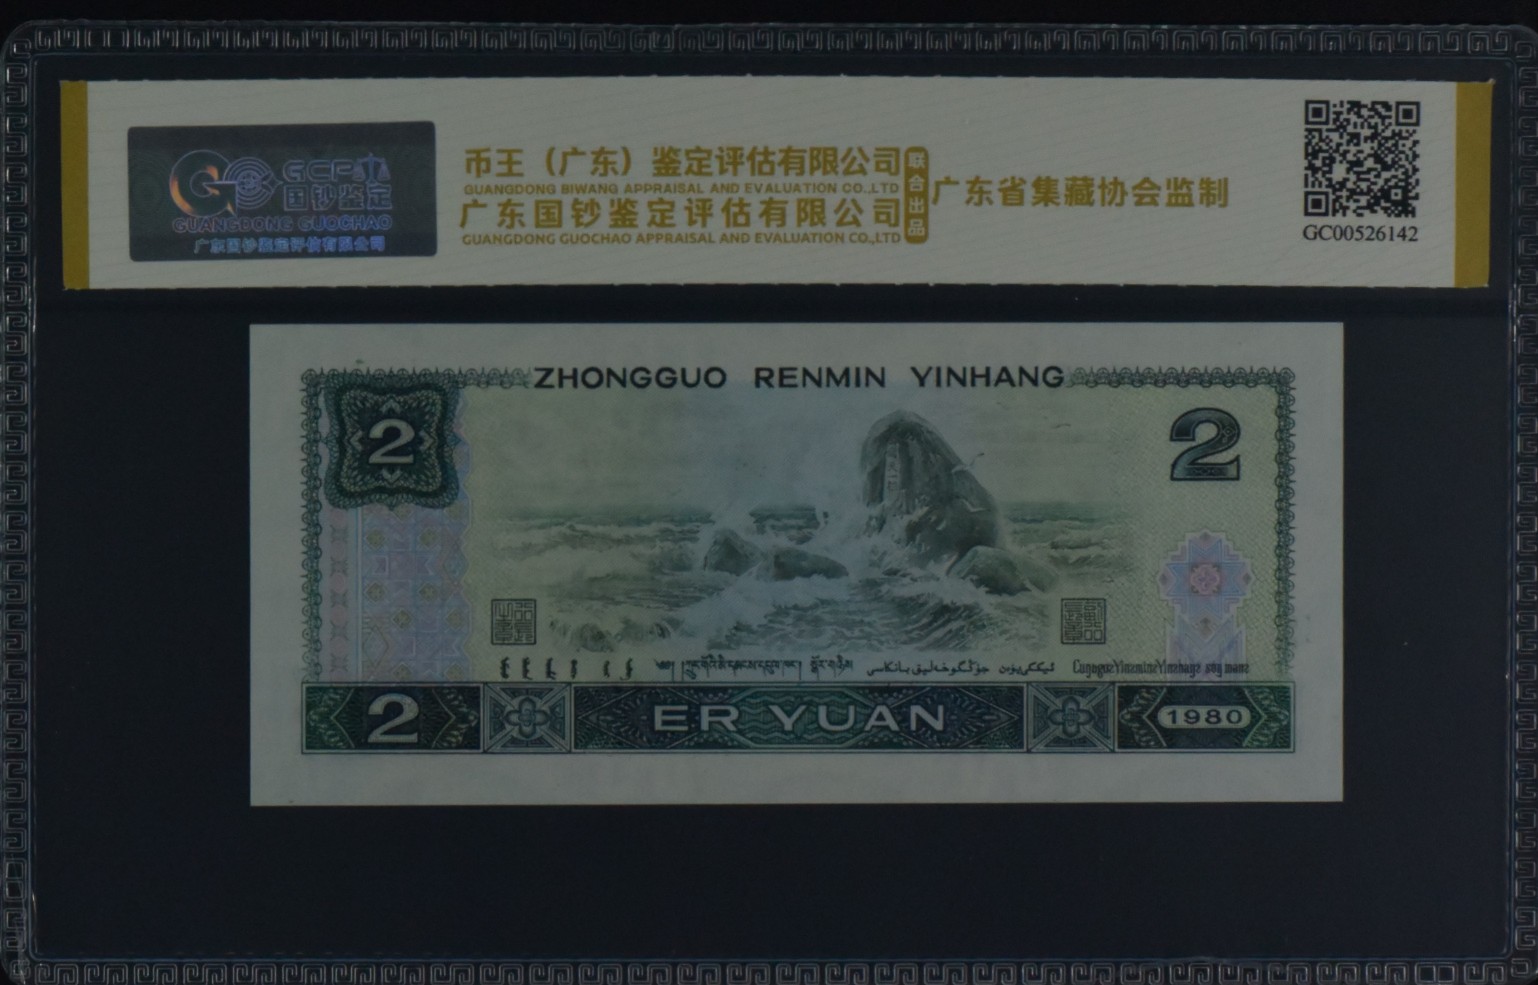 GCP
国钞鉴定
GUANGDONG GUOCHAO
广东国钞鉴定评估有限公司
币王（广东）鉴定评估有限公司
GUANGDONG BIWANG APPRAISAL AND EVALUATION CO.,LTD
广东国钞鉴定评估有限公司
GUANGDONG GUOCHAO APPRAISAL AND EVALUATION CO.,LTD
联合出品
广东省集藏协会监制
GC00526142
ZHONGGUO RENMIN YINHANG
2
2
2
ER YUAN
1980